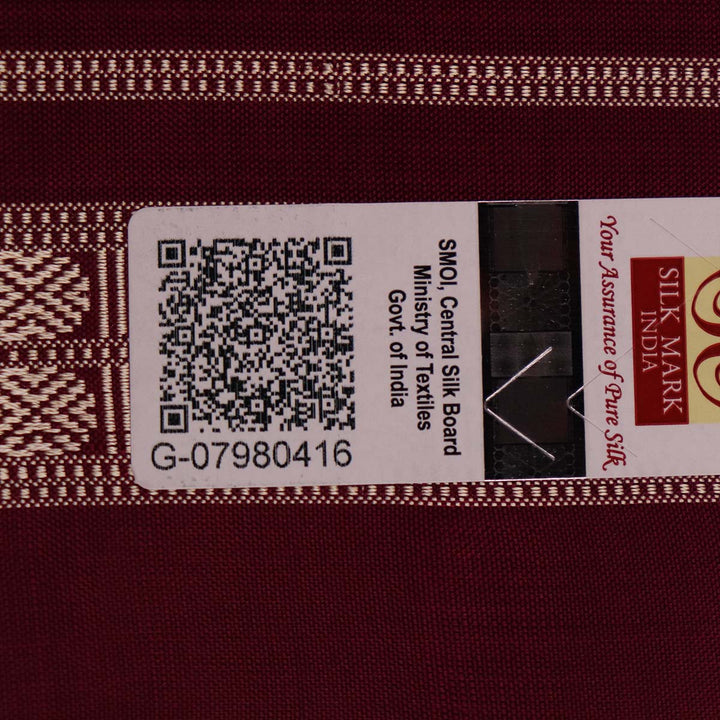 G-07980416
SMOI, Central Silk Board
Ministry of Textiles
Govt. of India
Your Assurance of Pure Silk
SILK MARK
INDIA